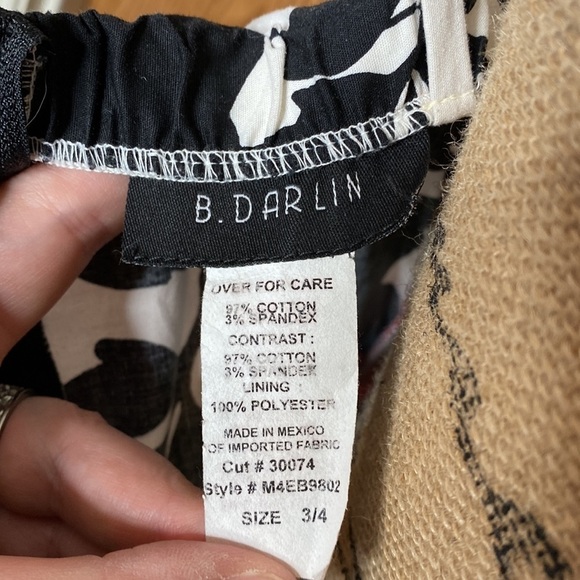 B. DARLIN
OVER FOR CARE
97% COTTON
3% SPANDEX
CONTRAST :
97% COTTON
3% SPANDEX
LINING :
100% POLYESTER
MADE IN MEXICO
OF IMPORTED FABRIC
Cut # 30074
Style # M4EB9802
SIZE 3/4